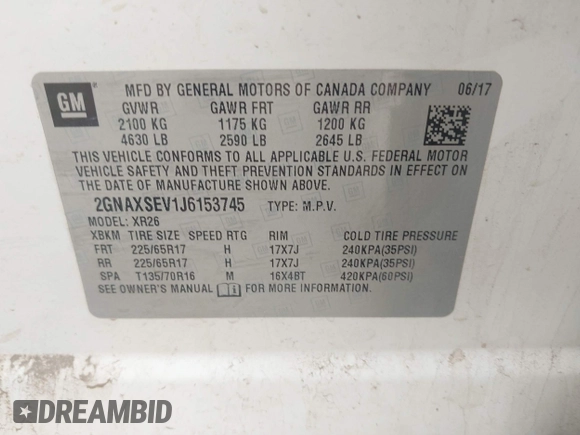 GM
MFD BY GENERAL MOTORS OF CANADA COMPANY 06/17
GVWR GAWR FRT GAWR RR
2100 KG 1175 KG 1200 KG
4630 LB 2590 LB 2645 LB
THIS VEHICLE CONFORMS TO ALL APPLICABLE U.S. FEDERAL MOTOR
VEHICLE SAFETY AND THEFT PREVENTION STANDARDS IN EFFECT ON
THE DATE OF MANUFACTURE SHOWN ABOVE.
2GNAXSEV1J6153745 TYPE: M.P.V.
MODEL: XR26
XBKM TIRE SIZE SPEED RTG RIM COLD TIRE PRESSURE
FRT 225/65R17 H 17X7J 240KPA(35PSI)
RR 225/65R17 H 17X7J 240KPA(35PSI)
SPA T135/70R16 M 16X4BT 420KPA(60PSI)
SEE OWNER'S MANUAL FOR MORE INFORMATION.
DREAMBID